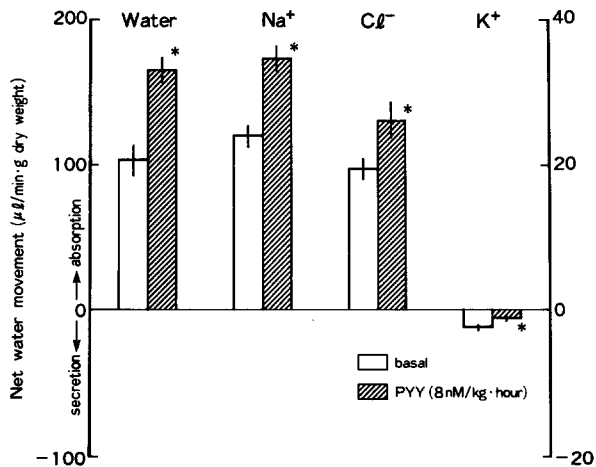 200
Water
Na⁺
Cℓ⁻
K⁺
40
*
*
*
*
100
20
0
0
-100
-20
Net water movement (μℓ/min·g dry weight)
secretion ← → absorption
basal
PYY (8nM/kg·hour)